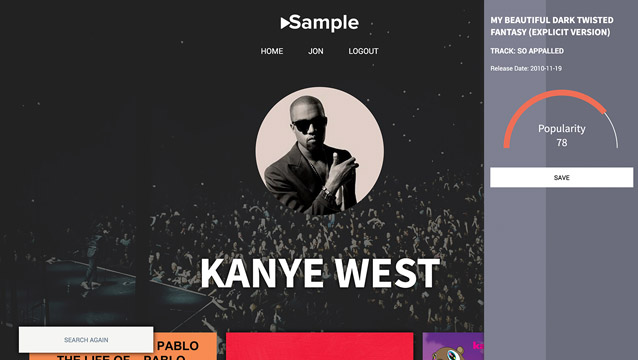 ▶Sample
HOME JON LOGOUT
KANYE WEST
SEARCH AGAIN
PABLO
THE LIFE OF PABLO
MY BEAUTIFUL DARK TWISTED
FANTASY (EXPLICIT VERSION)
TRACK: SO APPALLED
Release Date: 2010-11-19
Popularity
78
SAVE